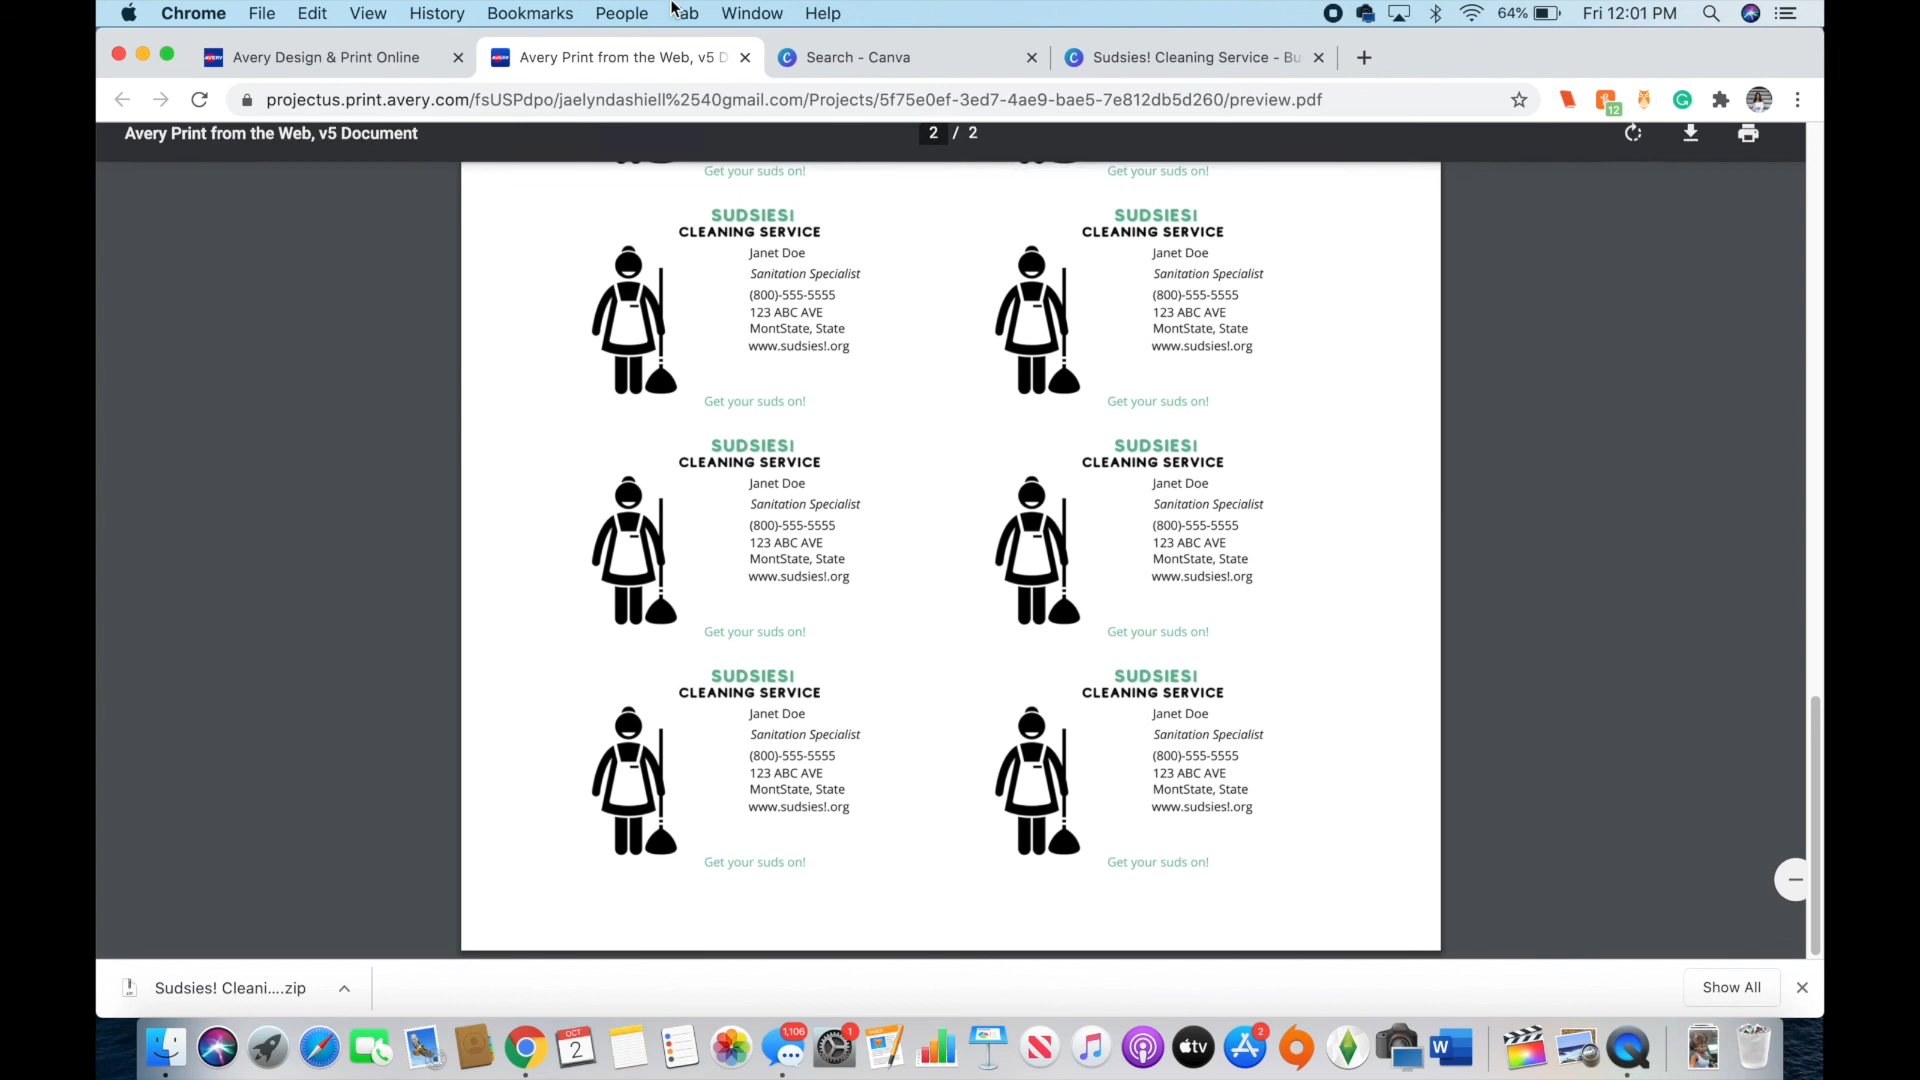 Chrome File Edit View History Bookmarks People Tab Window Help 64% Fri 12:01 PM
Avery Design & Print Online
Avery Print from the Web, v5 D
Search - Canva
Sudsies! Cleaning Service - Bu
projectus.print.avery.com/fsUSPdpo/jaelyndashiell%2540gmail.com/Projects/5f75e0ef-3ed7-4ae9-bae5-7e812db5d260/preview.pdf
12
Avery Print from the Web, v5 Document
2 / 2
Get your suds on!
Get your suds on!
SUDSIES!
CLEANING SERVICE
Janet Doe
Sanitation Specialist
(800)-555-5555
123 ABC AVE
MontState, State
www.sudsies!.org
Get your suds on!
SUDSIES!
CLEANING SERVICE
Janet Doe
Sanitation Specialist
(800)-555-5555
123 ABC AVE
MontState, State
www.sudsies!.org
Get your suds on!
SUDSIES!
CLEANING SERVICE
Janet Doe
Sanitation Specialist
(800)-555-5555
123 ABC AVE
MontState, State
www.sudsies!.org
Get your suds on!
SUDSIES!
CLEANING SERVICE
Janet Doe
Sanitation Specialist
(800)-555-5555
123 ABC AVE
MontState, State
www.sudsies!.org
Get your suds on!
SUDSIES!
CLEANING SERVICE
Janet Doe
Sanitation Specialist
(800)-555-5555
123 ABC AVE
MontState, State
www.sudsies!.org
Get your suds on!
SUDSIES!
CLEANING SERVICE
Janet Doe
Sanitation Specialist
(800)-555-5555
123 ABC AVE
MontState, State
www.sudsies!.org
Get your suds on!
Sudsies! Cleani....zip
Show All
OCT
2
1,106
1
tv
2
W